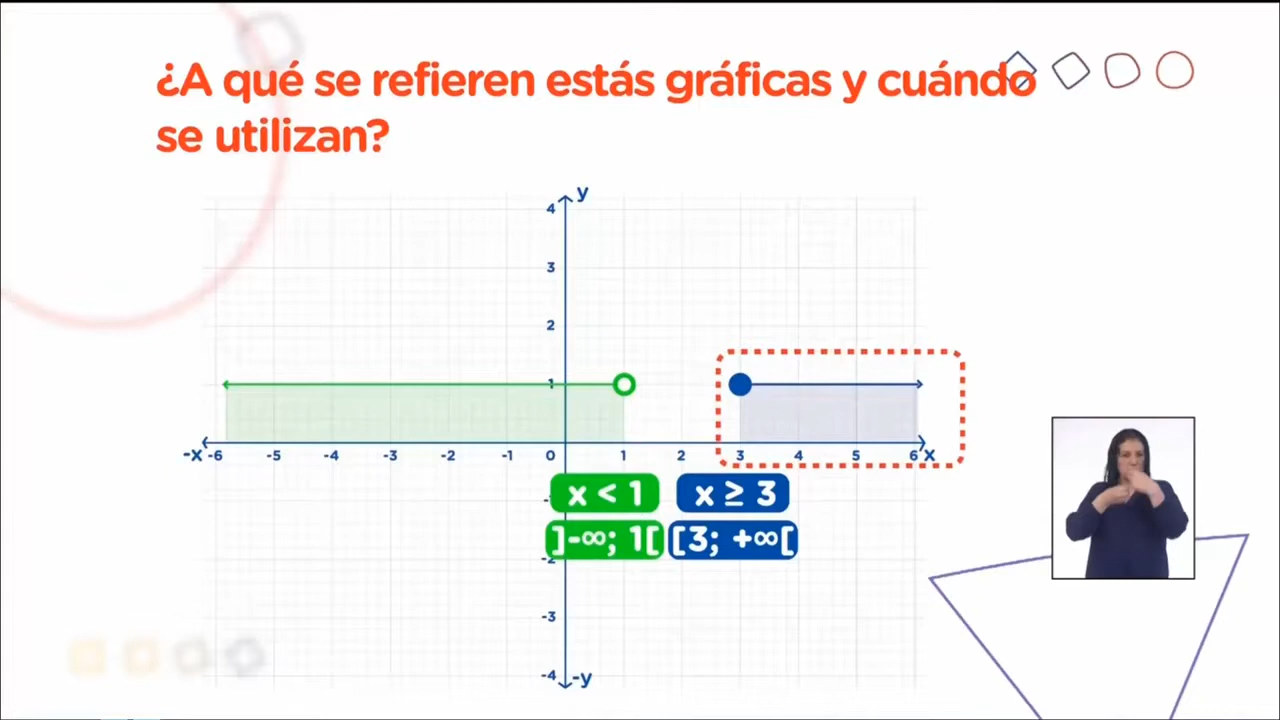 ¿A qué se refieren estás gráficas y cuándo
se utilizan?
y
4
3
2
1
-x -6 -5 -4 -3 -2 -1 0 1 2 3 4 5 6 x
x < 1 x ≥ 3
]-∞; 1[ [3; +∞[
-2
-3
-4
-y